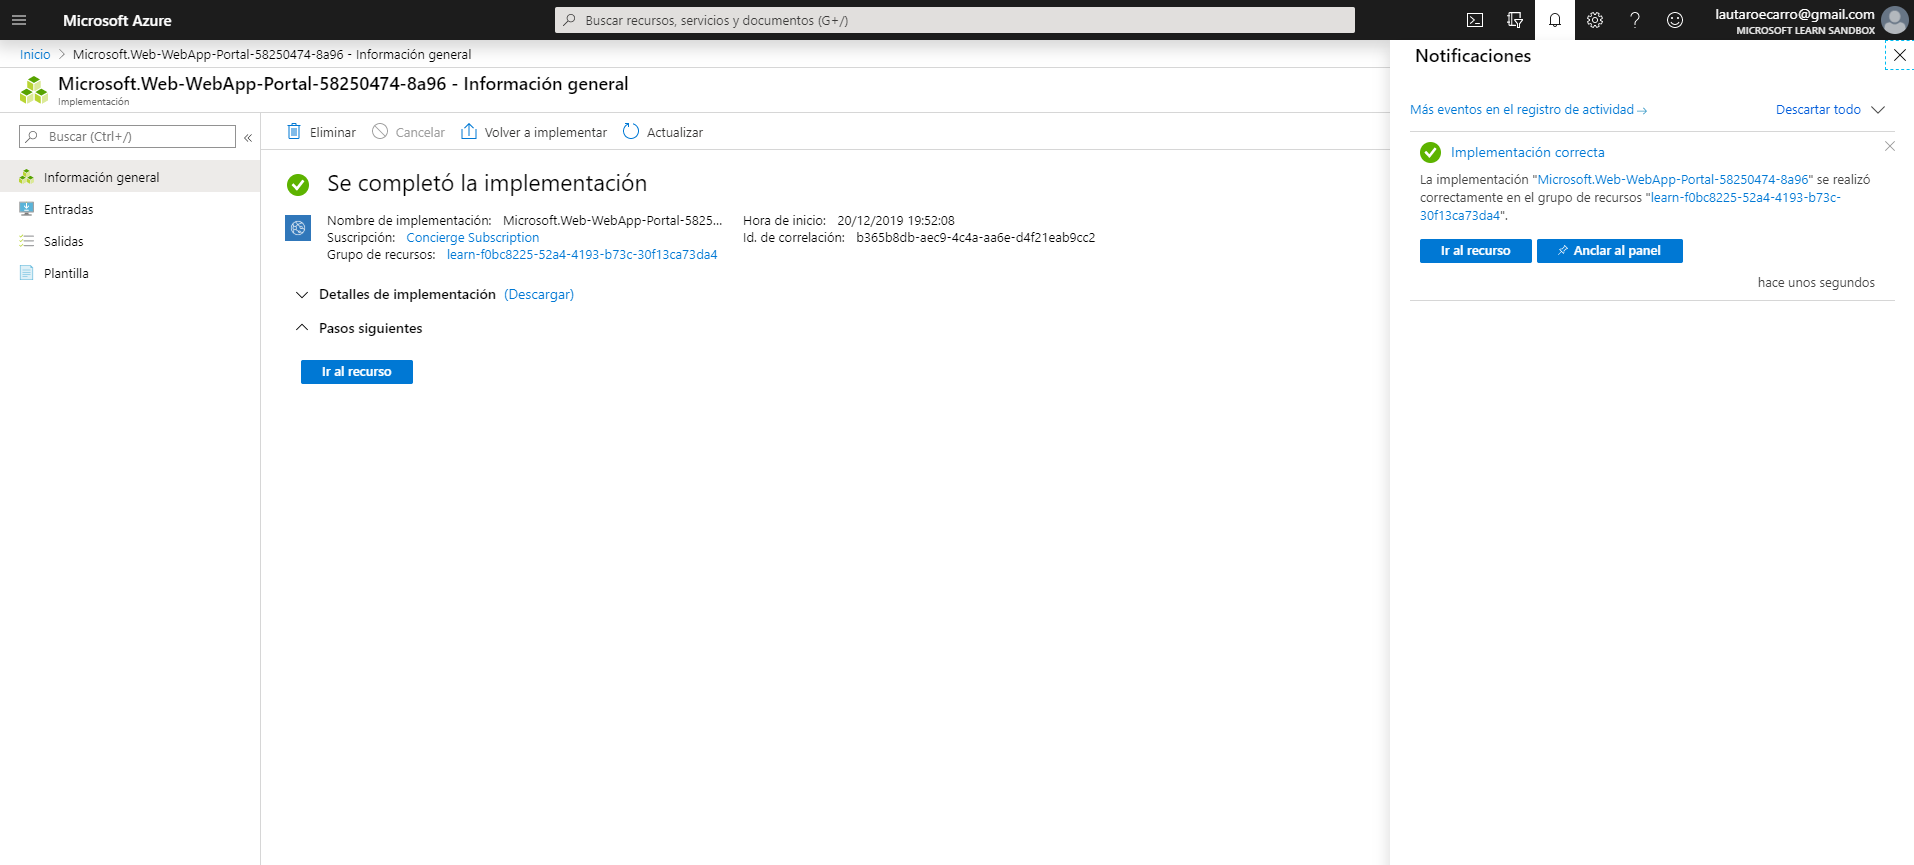 Microsoft Azure
Buscar recursos, servicios y documentos (G+/)
lautaroecarro@gmail.com
MICROSOFT LEARN SANDBOX
Inicio > Microsoft.Web-WebApp-Portal-58250474-8a96 - Información general
Microsoft.Web-WebApp-Portal-58250474-8a96 - Información general
Implementación
Buscar (Ctrl+/)
«
Información general
Entradas
Salidas
Plantilla
Eliminar Cancelar Volver a implementar Actualizar
Se completó la implementación
Nombre de implementación: Microsoft.Web-WebApp-Portal-5825...
Suscripción: Concierge Subscription
Grupo de recursos: learn-f0bc8225-52a4-4193-b73c-30f13ca73da4
Hora de inicio: 20/12/2019 19:52:08
Id. de correlación: b365b8db-aec9-4c4a-aa6e-d4f21eab9cc2
Detalles de implementación (Descargar)
Pasos siguientes
Ir al recurso
Notificaciones
Más eventos en el registro de actividad → Descartar todo
Implementación correcta
La implementación "Microsoft.Web-WebApp-Portal-58250474-8a96" se realizó
correctamente en el grupo de recursos "learn-f0bc8225-52a4-4193-b73c-
30f13ca73da4".
Ir al recurso Anclar al panel
hace unos segundos